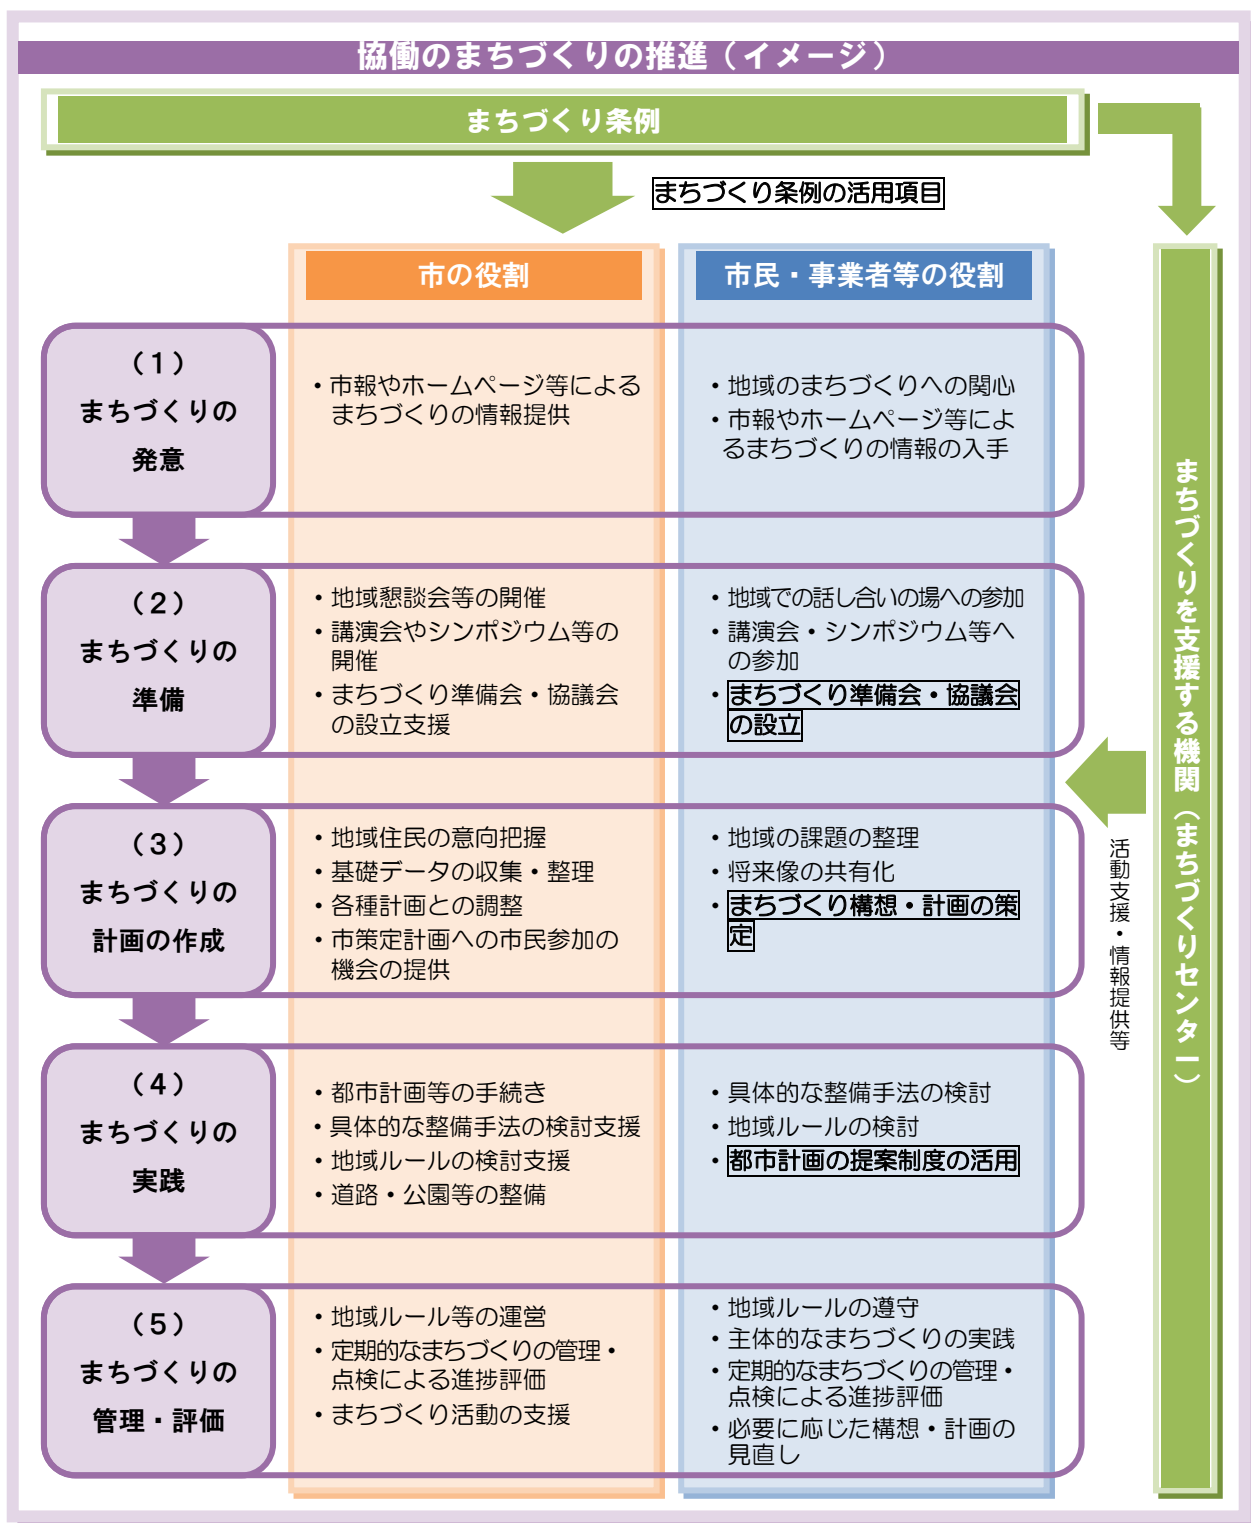 協働のまちづくりの推進（イメージ）
まちづくり条例
まちづくり条例の活用項目
市の役割
市民・事業者等の役割
（１）
まちづくりの
発意
・市報やホームページ等による
まちづくりの情報提供
・地域のまちづくりへの関心
・市報やホームページ等によ
るまちづくりの情報の入手
（２）
まちづくりの
準備
・地域懇談会等の開催
・講演会やシンポジウム等の
開催
・まちづくり準備会・協議会
の設立支援
・地域での話し合いの場への参加
・講演会・シンポジウム等へ
の参加
・まちづくり準備会・協議会
の設立
（３）
まちづくりの
計画の作成
・地域住民の意向把握
・基礎データの収集・整理
・各種計画との調整
・市策定計画への市民参加の
機会の提供
・地域の課題の整理
・将来像の共有化
・まちづくり構想・計画の策
定
（４）
まちづくりの
実践
・都市計画等の手続き
・具体的な整備手法の検討支援
・地域ルールの検討支援
・道路・公園等の整備
・具体的な整備手法の検討
・地域ルールの検討
・都市計画の提案制度の活用
（５）
まちづくりの
管理・評価
・地域ルール等の運営
・定期的なまちづくりの管理・
点検による進捗評価
・まちづくり活動の支援
・地域ルールの遵守
・主体的なまちづくりの実践
・定期的なまちづくりの管理・
点検による進捗評価
・必要に応じた構想・計画の
見直し
活動支援・情報提供等
まちづくりを支援する機関（まちづくりセンター）